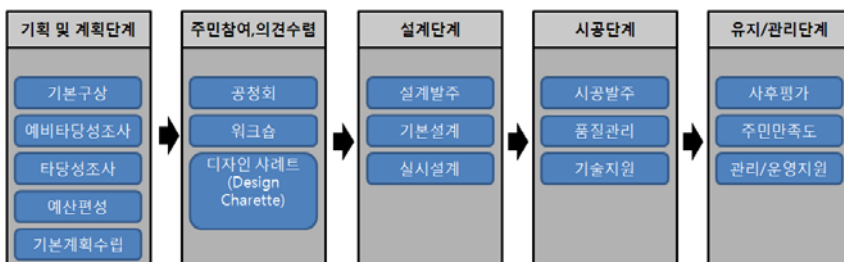 기획 및 계획단계
기본구상
예비타당성조사
타당성조사
예산편성
기본계획수립
주민참여,의견수렴
공청회
워크숍
디자인 샤레트
(Design
Charette)
설계단계
설계발주
기본설계
실시설계
시공단계
시공발주
품질관리
기술지원
유지/관리단계
사후평가
주민만족도
관리/운영지원